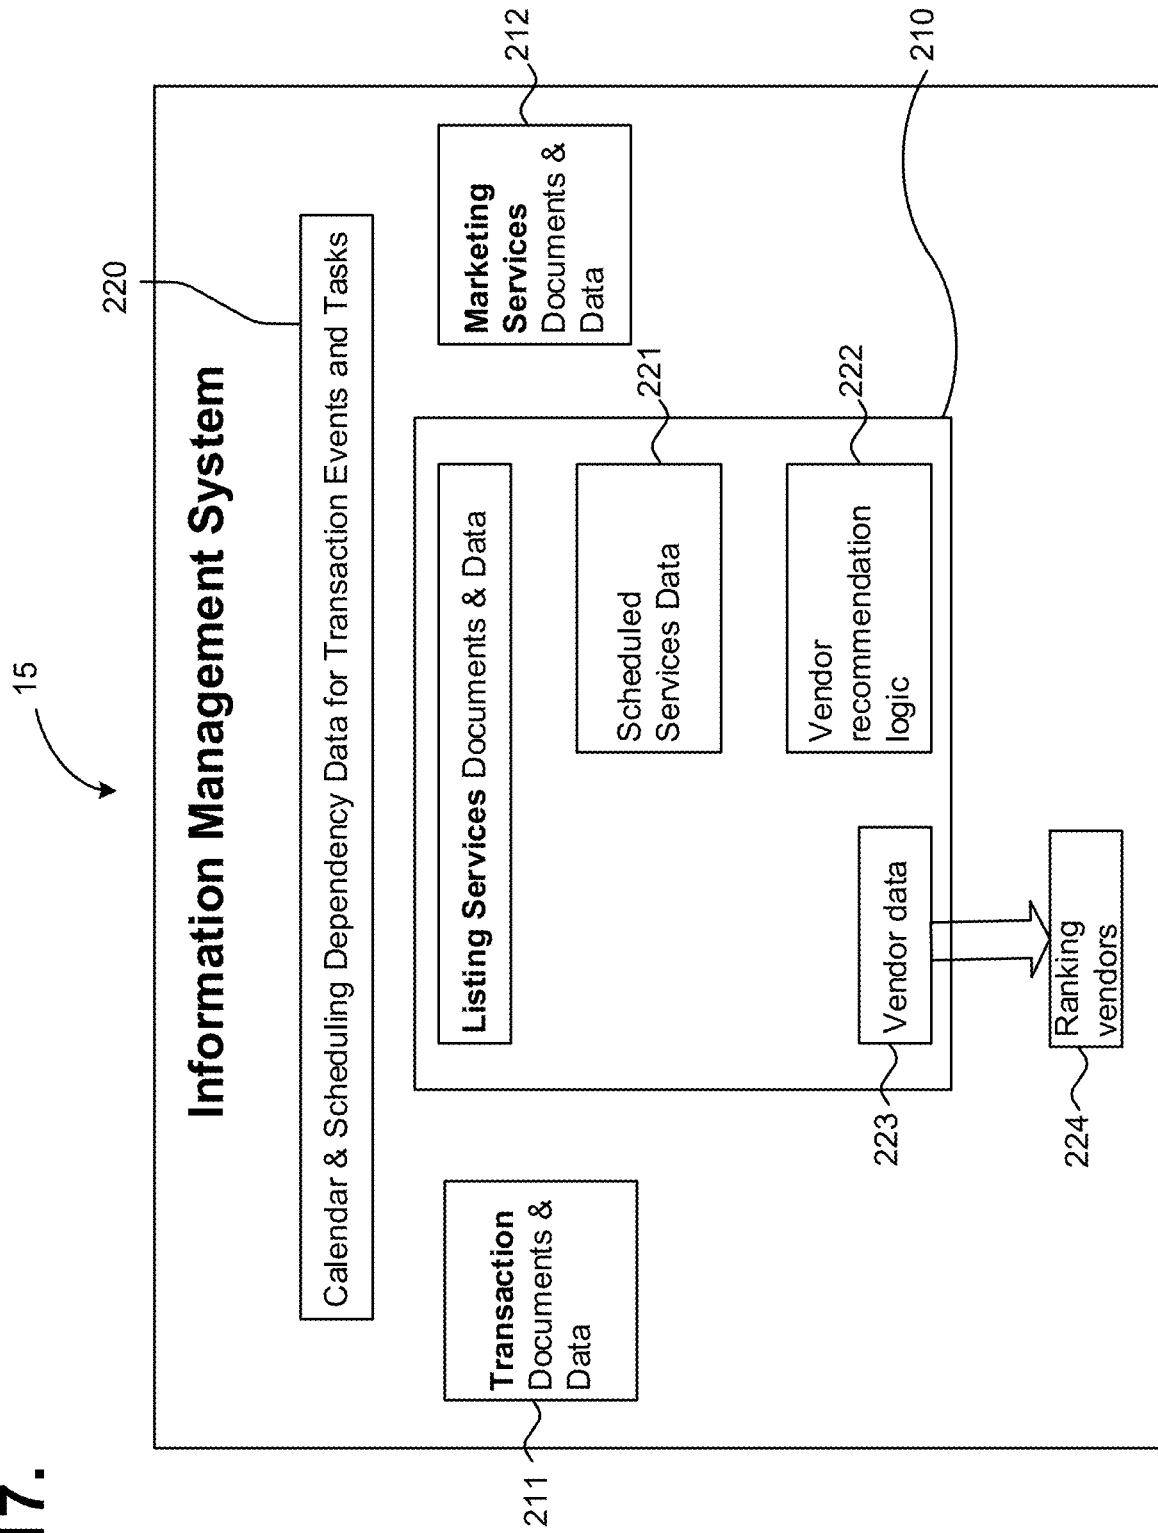 17.
15
Information Management System
220
Calendar & Scheduling Dependency Data for Transaction Events and Tasks
211
Transaction
Documents &
Data
Listing Services Documents & Data
Marketing
Services
Documents &
Data
212
Scheduled
Services Data
221
223
Vendor data
Vendor
recommendation
logic
222
210
224
Ranking
vendors